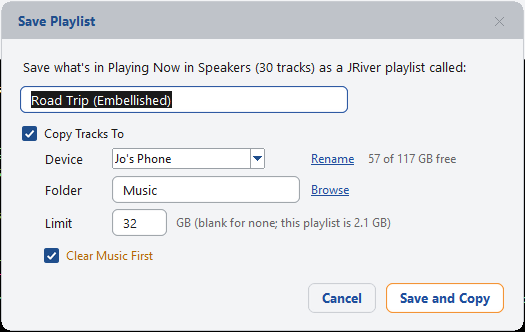 Save Playlist
Save what's in Playing Now in Speakers (30 tracks) as a JRiver playlist called:
Road Trip (Embellished)
Copy Tracks To
Device Jo's Phone Rename 57 of 117 GB free
Folder Music Browse
Limit 32 GB (blank for none; this playlist is 2.1 GB)
Clear Music First
Cancel Save and Copy